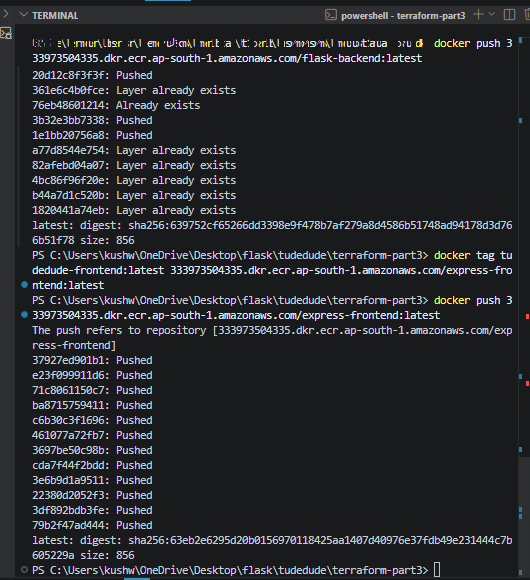 TERMINAL
powershell - terraform-part3
docker push 3
33973504335.dkr.ecr.ap-south-1.amazonaws.com/flask-backend:latest
20d12c8f3f3f: Pushed
361e6c4b0fce: Layer already exists
76eb48601214: Already exists
3b32e3bb7338: Pushed
1e1bb20756a8: Pushed
a77d8544e754: Layer already exists
82afebd04a07: Layer already exists
4bc86f96f20e: Layer already exists
b44a7d1c520b: Layer already exists
1820441a74eb: Layer already exists
latest: digest: sha256:639752cf65266dd3398e9f478b7af279a8d4586b51748ad94178d3d76
6b51f78 size: 856
PS C:\Users\kushw\OneDrive\Desktop\flask\tudedude\terraform-part3> docker tag tu
dedude-frontend:latest 333973504335.dkr.ecr.ap-south-1.amazonaws.com/express-fro
ntend:latest
PS C:\Users\kushw\OneDrive\Desktop\flask\tudedude\terraform-part3> docker push 3
33973504335.dkr.ecr.ap-south-1.amazonaws.com/express-frontend:latest
The push refers to repository [333973504335.dkr.ecr.ap-south-1.amazonaws.com/exp
ress-frontend]
37927ed901b1: Pushed
e23f099911d6: Pushed
71c8061150c7: Pushed
ba8715759411: Pushed
c6b30c3f1696: Pushed
461077a72fb7: Pushed
3697be50c98b: Pushed
cda7f44f2bdd: Pushed
3e6b9d1a9511: Pushed
22380d2052f3: Pushed
3df892bdb3fe: Pushed
79b2f47ad444: Pushed
latest: digest: sha256:63eb2e6295d20b0156970118425aa1407d40976e37fdb49e231444c7b
605229a size: 856
PS C:\Users\kushw\OneDrive\Desktop\flask\tudedude\terraform-part3>